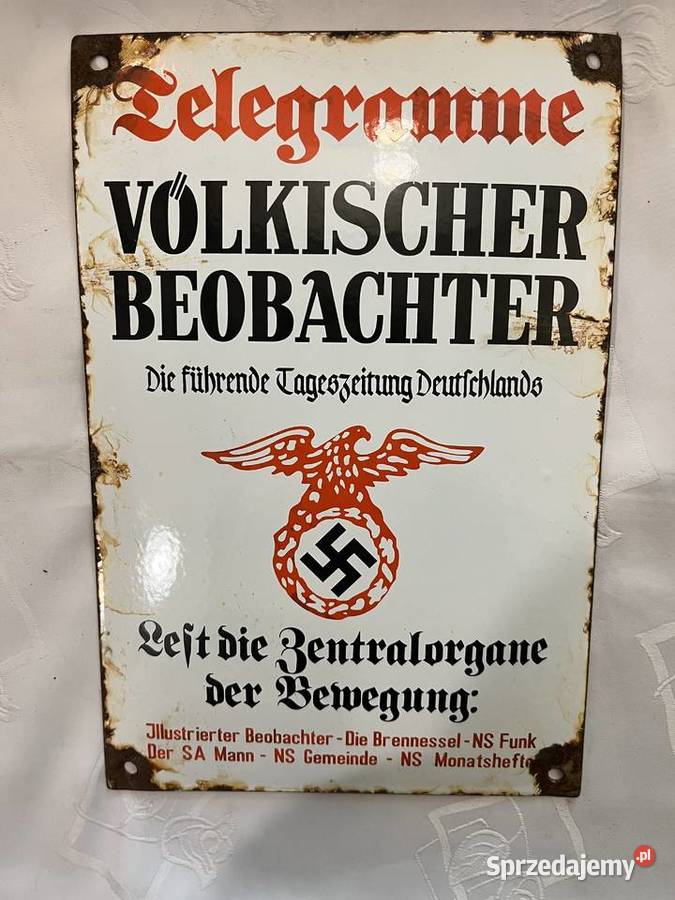 Telegramme
VÖLKISCHER
BEOBACHTER
Die führende Tageszeitung Deutſchlands
Leſt die Zentralorgane
der Bewegung:
Jllustrierter Beobachter - Die Brennessel - NS Funk
Der SA Mann - NS Gemeinde - NS Monatshefte
Sprzedajemy.pl